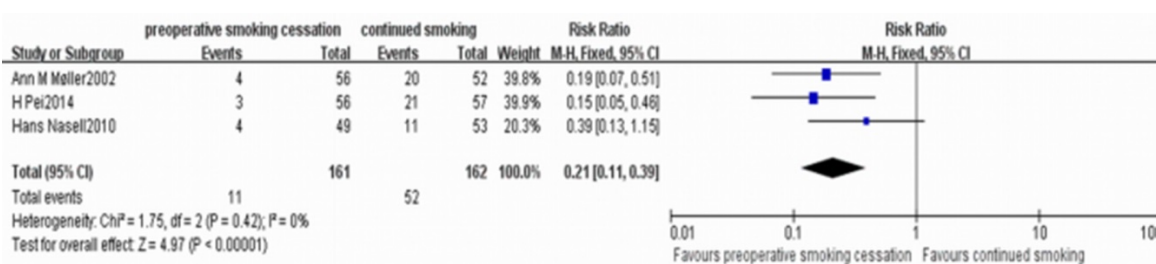 preoperative smoking cessation continued smoking Risk Ratio Risk Ratio
Study or Subgroup Events Total Events Total Weight M-H, Fixed, 95% CI M-H, Fixed, 95% CI
Ann M Møller2002 4 56 20 52 39.8% 0.19 [0.07, 0.51]
H Pei2014 3 56 21 57 39.9% 0.15 [0.05, 0.46]
Hans Nasell2010 4 49 11 53 20.3% 0.39 [0.13, 1.15]
Total (95% CI) 161 162 100.0% 0.21 [0.11, 0.39]
Total events 11 52
Heterogeneity: Chi² = 1.75, df = 2 (P = 0.42); I² = 0%
Test for overall effect: Z = 4.97 (P < 0.00001)
0.01 0.1 1 10 100
Favours preoperative smoking cessation Favours continued smoking